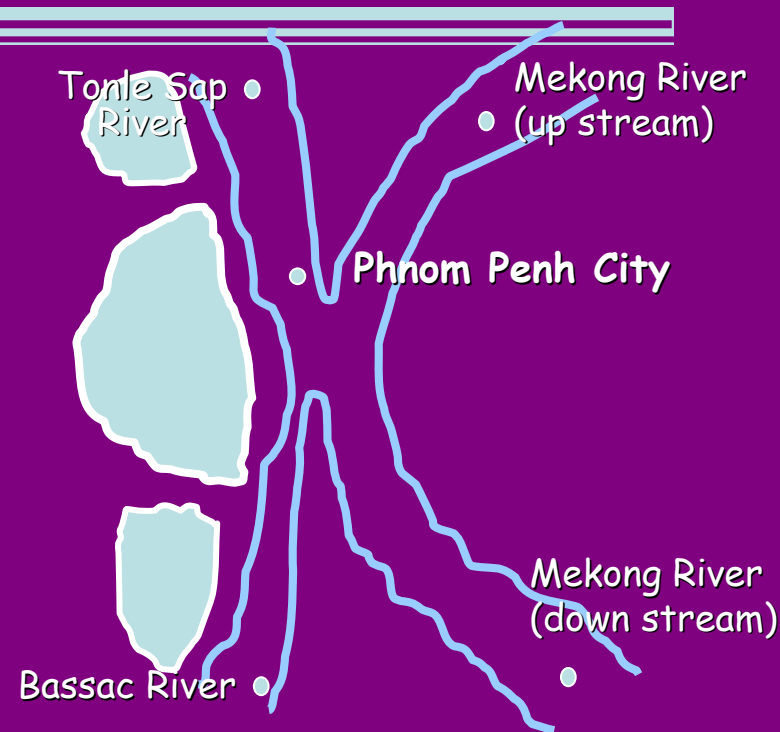 Tonle Sap
River
Mekong River
(up stream)
Phnom Penh City
Mekong River
(down stream)
Bassac River